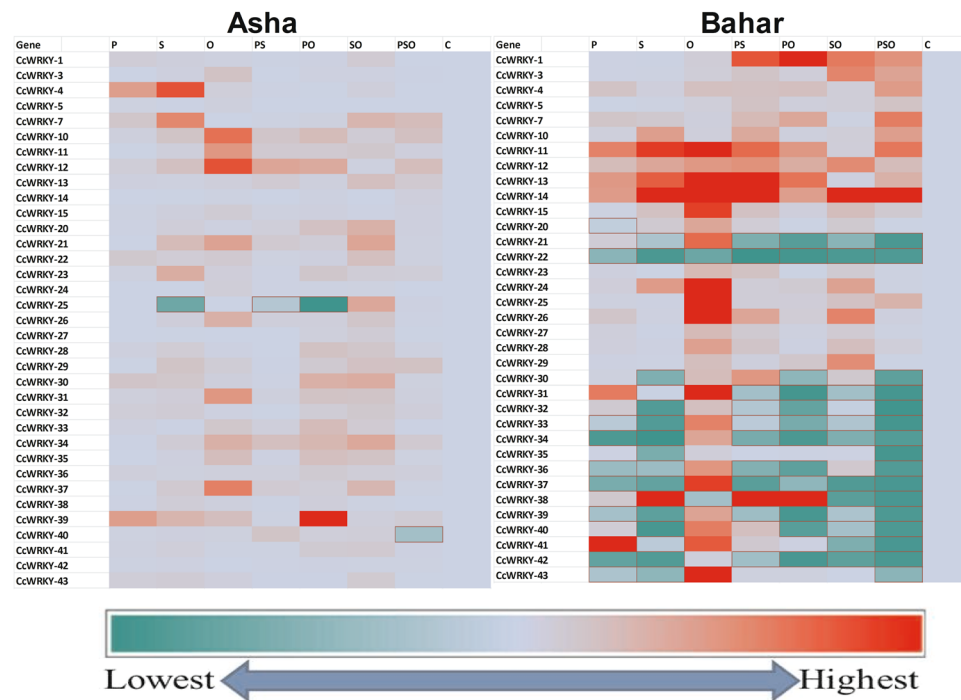 Asha
Gene P S O PS PO SO PSO C
CcWRKY-1
CcWRKY-3
CcWRKY-4
CcWRKY-5
CcWRKY-7
CcWRKY-10
CcWRKY-11
CcWRKY-12
CcWRKY-13
CcWRKY-14
CcWRKY-15
CcWRKY-20
CcWRKY-21
CcWRKY-22
CcWRKY-23
CcWRKY-24
CcWRKY-25
CcWRKY-26
CcWRKY-27
CcWRKY-28
CcWRKY-29
CcWRKY-30
CcWRKY-31
CcWRKY-32
CcWRKY-33
CcWRKY-34
CcWRKY-35
CcWRKY-36
CcWRKY-37
CcWRKY-38
CcWRKY-39
CcWRKY-40
CcWRKY-41
CcWRKY-42
CcWRKY-43
Bahar
Gene P S O PS PO SO PSO C
CcWRKY-1
CcWRKY-3
CcWRKY-4
CcWRKY-5
CcWRKY-7
CcWRKY-10
CcWRKY-11
CcWRKY-12
CcWRKY-13
CcWRKY-14
CcWRKY-15
CcWRKY-20
CcWRKY-21
CcWRKY-22
CcWRKY-23
CcWRKY-24
CcWRKY-25
CcWRKY-26
CcWRKY-27
CcWRKY-28
CcWRKY-29
CcWRKY-30
CcWRKY-31
CcWRKY-32
CcWRKY-33
CcWRKY-34
CcWRKY-35
CcWRKY-36
CcWRKY-37
CcWRKY-38
CcWRKY-39
CcWRKY-40
CcWRKY-41
CcWRKY-42
CcWRKY-43
Lowest Highest